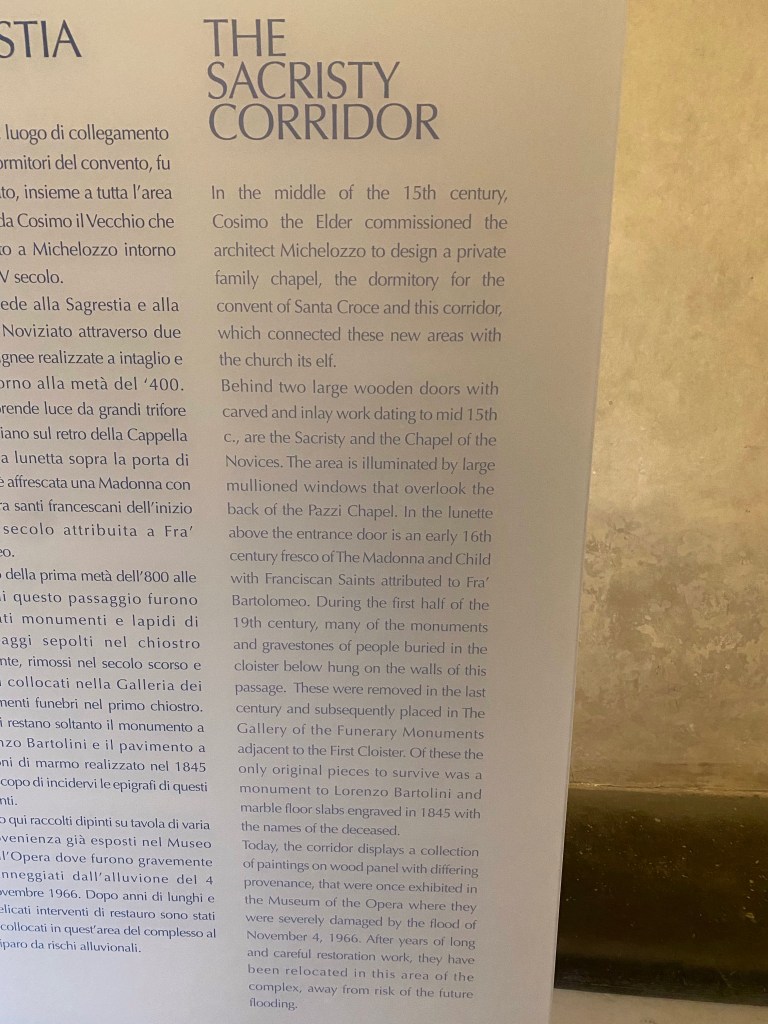 STIA
luogo di collegamento
ormitori del convento, fu
to, insieme a tutta l'area
da Cosimo il Vecchio che
to a Michelozzo intorno
V secolo.
ede alla Sagrestia e alla
Noviziato attraverso due
gnee realizzate a intaglio e
orno alla metà del '400.
rende luce da grandi trifore
iano sul retro della Cappella
a lunetta sopra la porta di
è affrescata una Madonna con
ra santi francescani dell'inizio
secolo attribuita a Fra'
eo.
della prima metà dell'800 alle
i questo passaggio furono
ti monumenti e lapidi di
aggi sepolti nel chiostro
nte, rimossi nel secolo scorso e
collocati nella Galleria dei
menti funebri nel primo chiostro.
i restano soltanto il monumento a
nzo Bartolini e il pavimento a
ni di marmo realizzato nel 1845
copo di incidervi le epigrafi di questi
nti.
o qui raccolti dipinti su tavola di varia
ovenienza già esposti nel Museo
ll'Opera dove furono gravemente
nneggiati dall'alluvione del 4
ovembre 1966. Dopo anni di lunghi e
elicati interventi di restauro sono stati
collocati in quest'area del complesso al
iparo da rischi alluvionali.
THE
SACRISTY
CORRIDOR
In the middle of the 15th century,
Cosimo the Elder commissioned the
architect Michelozzo to design a private
family chapel, the dormitory for the
convent of Santa Croce and this corridor,
which connected these new areas with
the church its elf.
Behind two large wooden doors with
carved and inlay work dating to mid 15th
c., are the Sacristy and the Chapel of the
Novices. The area is illuminated by large
mullioned windows that overlook the
back of the Pazzi Chapel. In the lunette
above the entrance door is an early 16th
century fresco of The Madonna and Child
with Franciscan Saints attributed to Fra'
Bartolomeo. During the first half of the
19th century, many of the monuments
and gravestones of people buried in the
cloister below hung on the walls of this
passage. These were removed in the last
century and subsequently placed in The
Gallery of the Funerary Monuments
adjacent to the First Cloister. Of these the
only original pieces to survive was a
monument to Lorenzo Bartolini and
marble floor slabs engraved in 1845 with
the names of the deceased.
Today, the corridor displays a collection
of paintings on wood panel with differing
provenance, that were once exhibited in
the Museum of the Opera where they
were severely damaged by the flood of
November 4, 1966. After years of long
and careful restoration work, they have
been relocated in this area of the
complex, away from risk of the future
flooding.